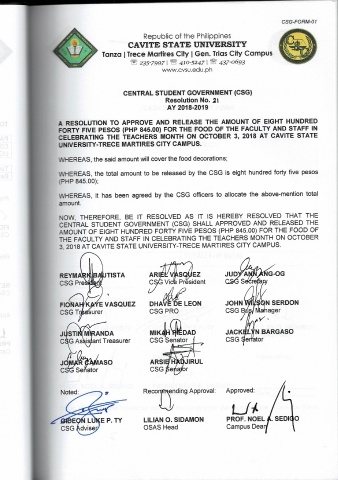 CSG-FORM-01
Republic of the Philippines
CAVITE STATE UNIVERSITY
Tanza | Trece Martires City | Gen. Trias City Campus
☏ 235-7997 | ☏ 410-5247 | ☏ 437-0693
www.cvsu.edu.ph
CENTRAL STUDENT GOVERNMENT (CSG)
Resolution No. 21
AY 2018-2019
A RESOLUTION TO APPROVE AND RELEASE THE AMOUNT OF EIGHT HUNDRED
FORTY FIVE PESOS (PHP 845.00) FOR THE FOOD OF THE FACULTY AND STAFF IN
CELEBRATING THE TEACHERS MONTH ON OCTOBER 3, 2018 AT CAVITE STATE
UNIVERSITY-TRECE MARTIRES CITY CAMPUS.
WHEREAS, the said amount will cover the food decorations;
WHEREAS, the total amount to be released by the CSG is eight hundred forty five pesos
(PHP 845.00);
WHEREAS, it has been agreed by the CSG officers to allocate the above-mention total
amount.
NOW, THEREFORE, BE IT RESOLVED AS IT IS HEREBY RESOLVED THAT THE
CENTRAL STUDENT GOVERNMENT (CSG) SHALL APPROVED AND RELEASED THE
AMOUNT OF EIGHT HUNDRED FORTY FIVE PESOS (PHP 845.00) FOR THE FOOD OF
THE FACULTY AND STAFF IN CELEBRATING THE TEACHERS MONTH ON OCTOBER
3, 2018 AT CAVITE STATE UNIVERSITY-TRECE MARTIRES CITY CAMPUS.
REYMARK BAUTISTA ARIEL VASQUEZ JUDY ANN ANG-OG
CSG President CSG Vice President CSG Secretary
FIONAH KAYE VASQUEZ DHAVE DE LEON JOHN WILSON SERDON
CSG Treasurer CSG PRO CSG Bus. Manager
JUSTIN MIRANDA MIKAH PIEDAD JACKELYN BARGASO
CSG Assistant Treasurer CSG Senator CSG Senator
JOMAR CAMASO ARSIE HADJIRUL
CSG Senator CSG Senator
Noted: Recommending Approval: Approved:
GIDEON LUKE P. TY LILIAN O. SIDAMON PROF. NOEL A. SEDIGO
CSG Adviser OSAS Head Campus Dean